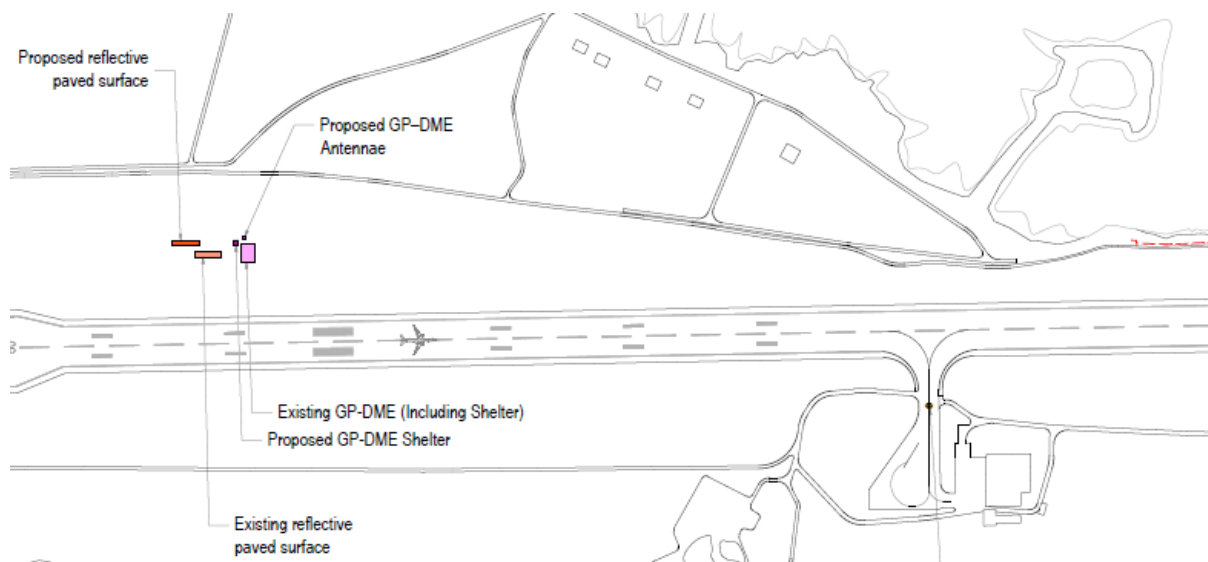 Proposed reflective
paved surface
Proposed GP–DME
Antennae
Existing GP-DME (Including Shelter)
Proposed GP-DME Shelter
Existing reflective
paved surface